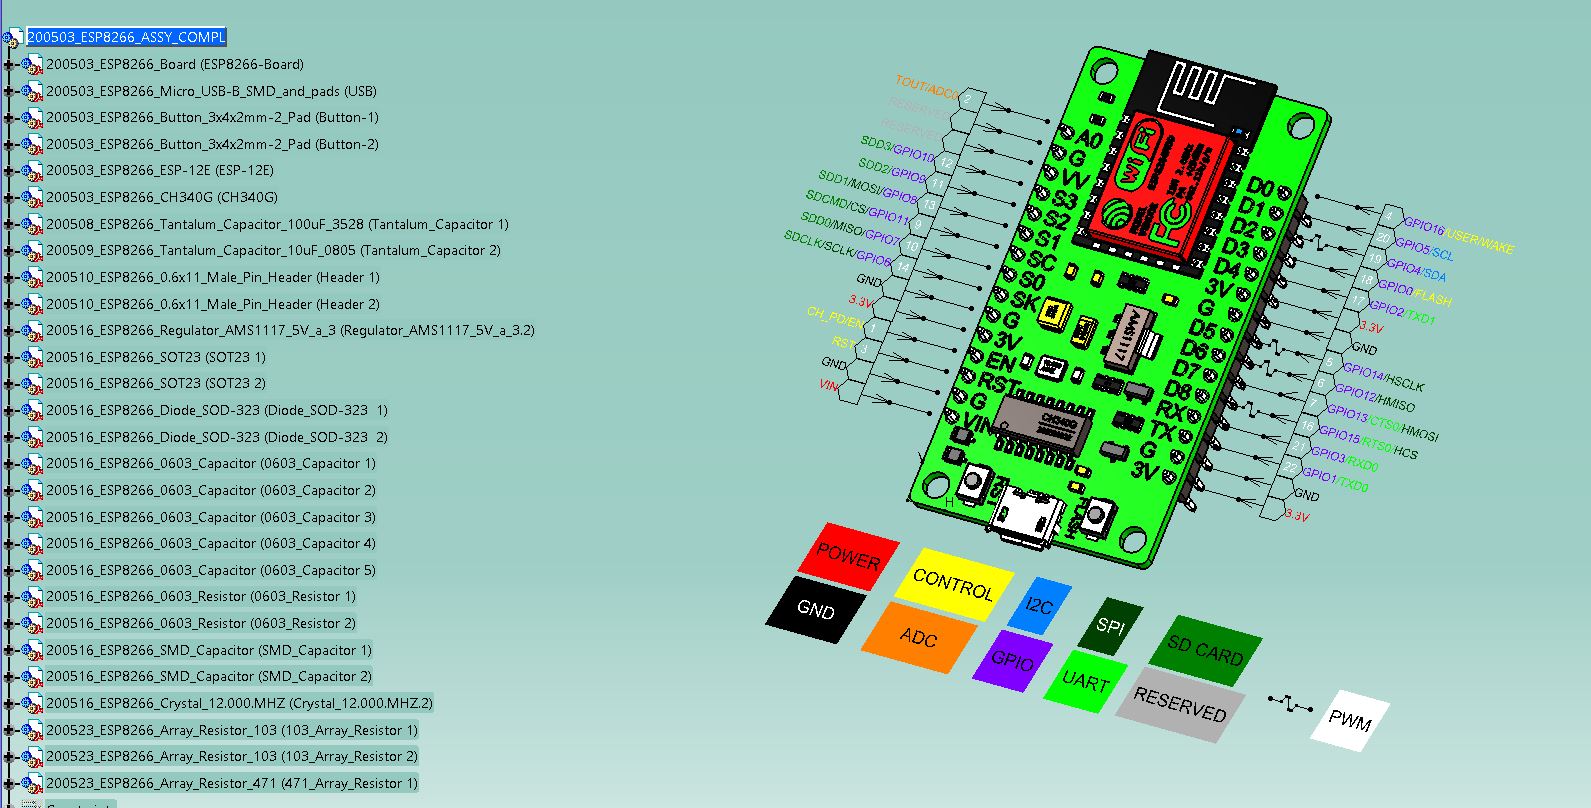 200503_ESP8266_ASSY_COMPL
200503_ESP8266_Board (ESP8266-Board)
200503_ESP8266_Micro_USB-B_SMD_and_pads (USB)
200503_ESP8266_Button_3x4x2mm-2_Pad (Button-1)
200503_ESP8266_Button_3x4x2mm-2_Pad (Button-2)
200503_ESP8266_ESP-12E (ESP-12E)
200503_ESP8266_CH340G (CH340G)
200508_ESP8266_Tantalum_Capacitor_100uF_3528 (Tantalum_Capacitor 1)
200509_ESP8266_Tantalum_Capacitor_10uF_0805 (Tantalum_Capacitor 2)
200510_ESP8266_0.6x11_Male_Pin_Header (Header 1)
200510_ESP8266_0.6x11_Male_Pin_Header (Header 2)
200516_ESP8266_Regulator_AMS1117_5V_a_3 (Regulator_AMS1117_5V_a_3.2)
200516_ESP8266_SOT23 (SOT23 1)
200516_ESP8266_SOT23 (SOT23 2)
200516_ESP8266_Diode_SOD-323 (Diode_SOD-323  1)
200516_ESP8266_Diode_SOD-323 (Diode_SOD-323  2)
200516_ESP8266_0603_Capacitor (0603_Capacitor 1)
200516_ESP8266_0603_Capacitor (0603_Capacitor 2)
200516_ESP8266_0603_Capacitor (0603_Capacitor 3)
200516_ESP8266_0603_Capacitor (0603_Capacitor 4)
200516_ESP8266_0603_Capacitor (0603_Capacitor 5)
200516_ESP8266_0603_Resistor (0603_Resistor 1)
200516_ESP8266_0603_Resistor (0603_Resistor 2)
200516_ESP8266_SMD_Capacitor (SMD_Capacitor 1)
200516_ESP8266_SMD_Capacitor (SMD_Capacitor 2)
200516_ESP8266_Crystal_12.000.MHZ (Crystal_12.000.MHZ.2)
200523_ESP8266_Array_Resistor_103 (103_Array_Resistor 1)
200523_ESP8266_Array_Resistor_103 (103_Array_Resistor 2)
200523_ESP8266_Array_Resistor_471 (471_Array_Resistor 1)
TOUT/ADC0 2
RESERVED
RESERVED
SDD3/GPIO10 12
SDD2/GPIO9 11
SDD1/MOSI/GPIO8 13
SDCMD/CS/GPIO11 9
SDD0/MISO/GPIO7 10
SDCLK/SCLK/GPIO6 14
GND
3.3V
CH_PD/EN 1
RST 3
GND
VIN
A0
G
VV
S3
S2
S1
SC
S0
SK
G
3V
EN
RST
G
VIN
WiFi
FC
AMS1117
CH340G
RST
FLASH
H
D0
D1
D2
D3
D4
3V
G
D5
D6
D7
D8
RX
TX
G
3V
4 GPIO16/USER/WAKE
20 GPIO5/SCL
19 GPIO4/SDA
18 GPIO0/FLASH
17 GPIO2/TXD1
3.3V
GND
5 GPIO14/HSCLK
6 GPIO12/HMISO
7 GPIO13/CTS0/HMOSI
16 GPIO15/RTS0/HCS
21 GPIO3/RXD0
22 GPIO1/TXD0
GND
3.3V
POWER
CONTROL
I2C
SPI
SD CARD
GND
ADC
GPIO
UART
RESERVED
PWM